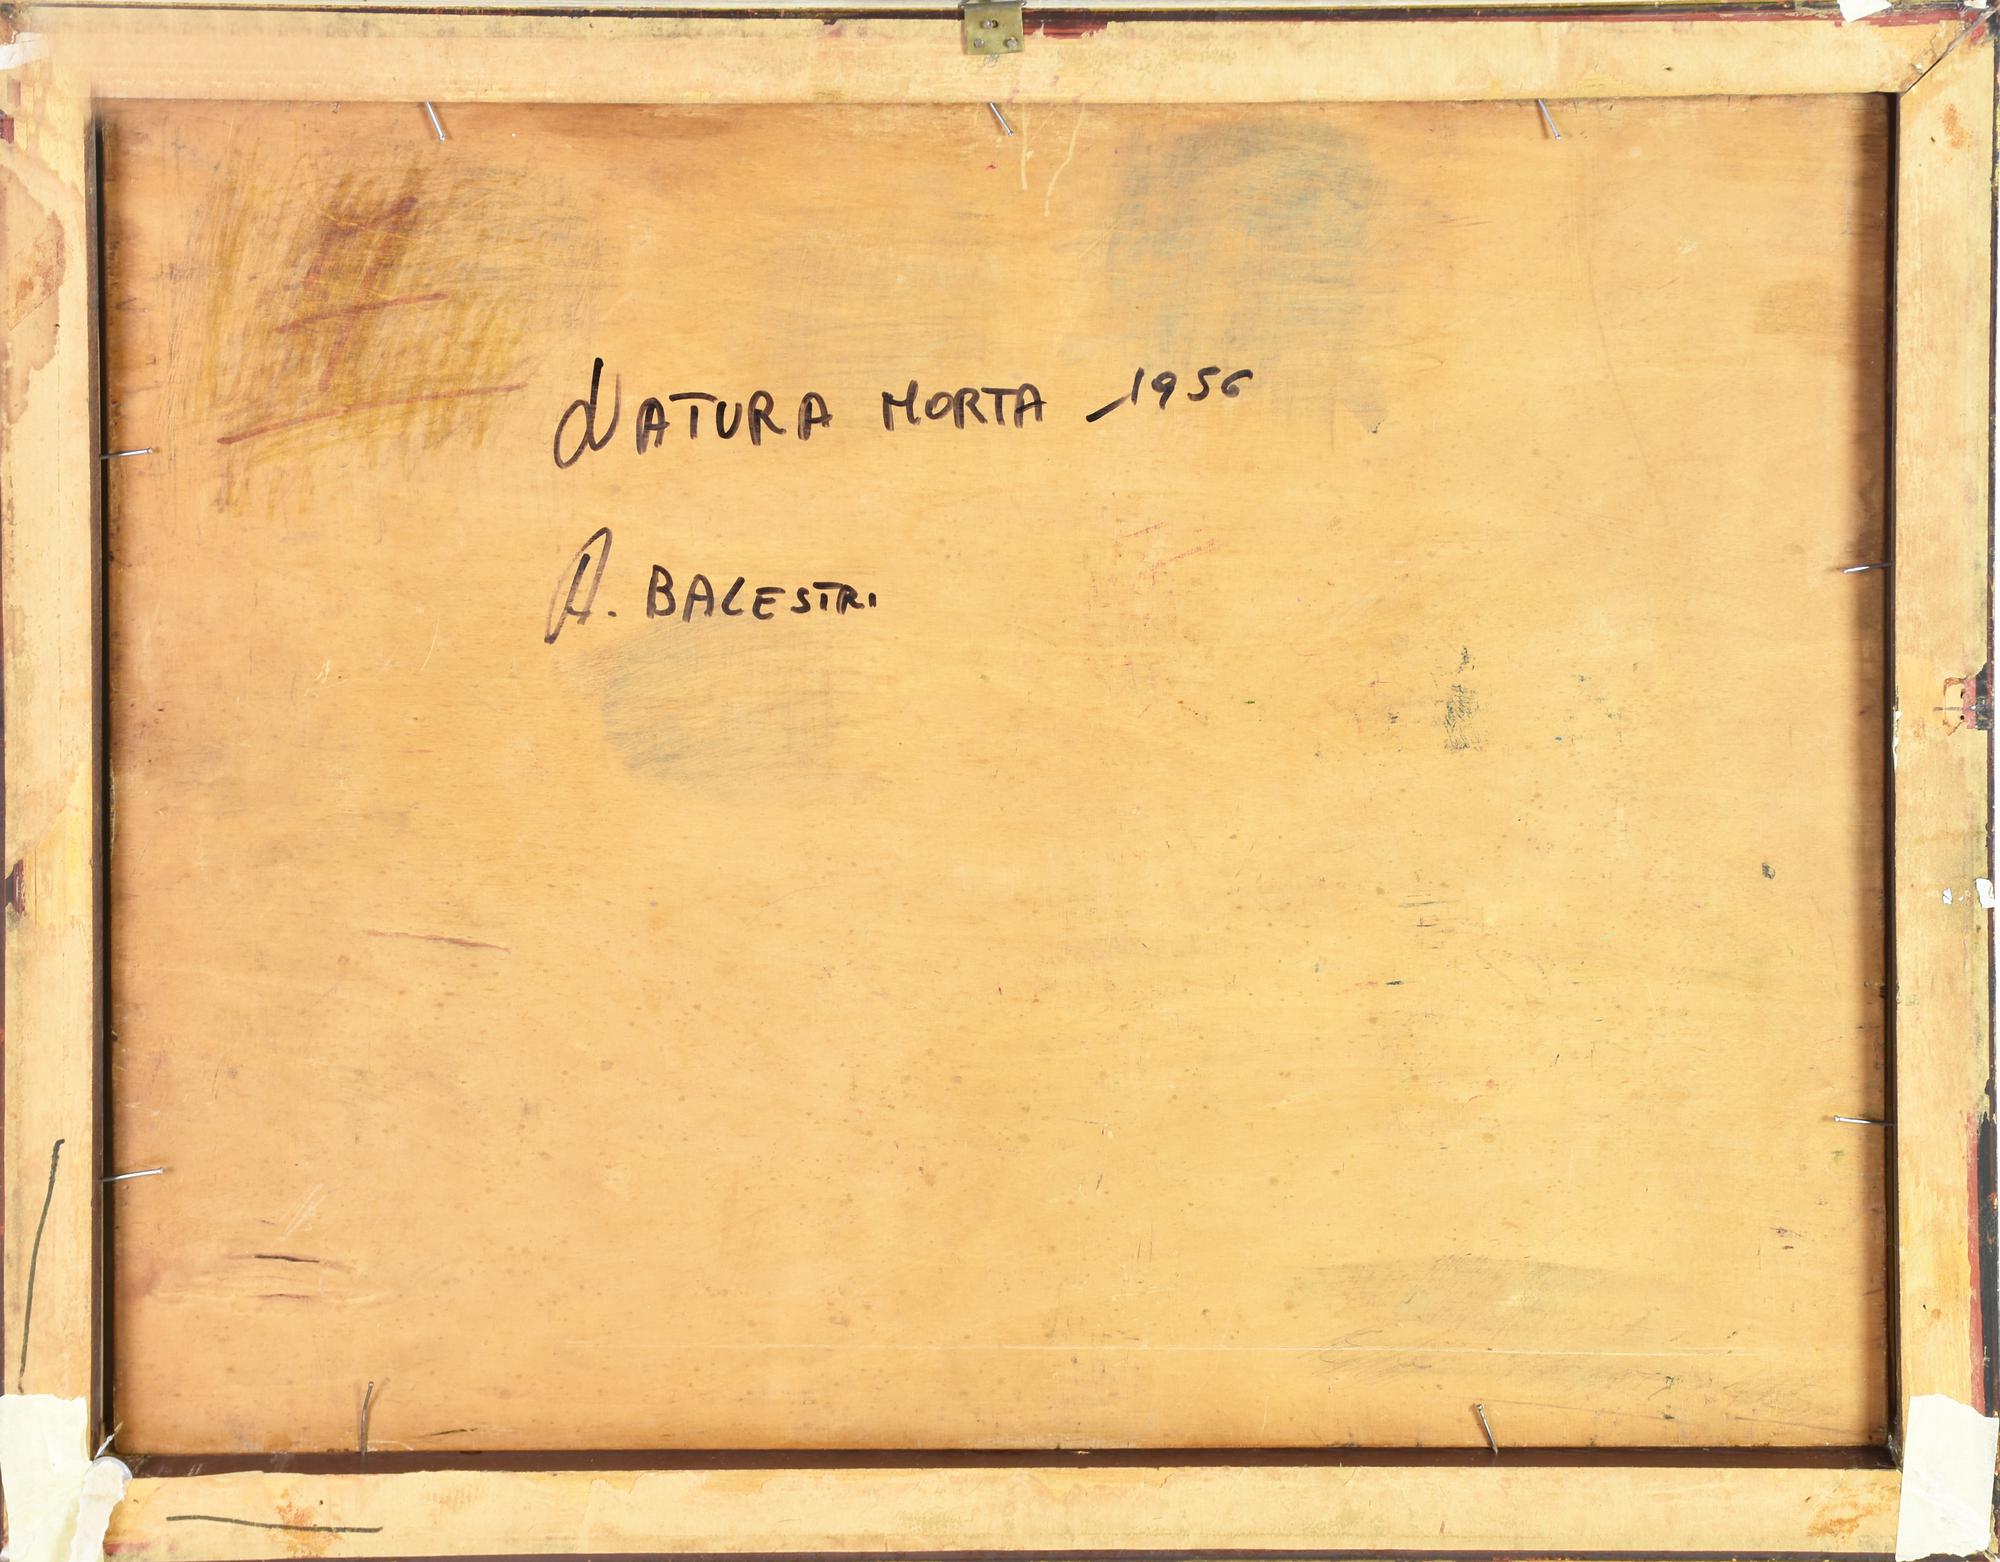 NATURA MORTA - 1956
A. BALESTRI